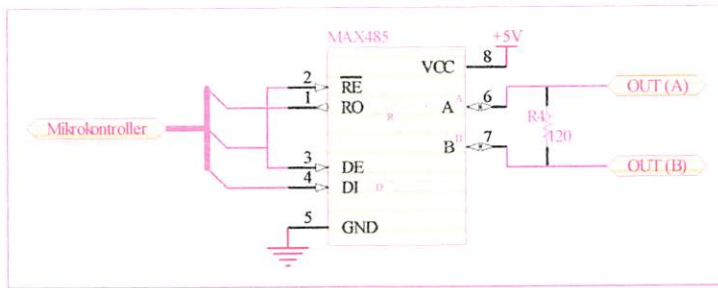 MAX485
+5V
VCC 8
2 RE
1 RO
A 6
OUT (A)
R
R4
120
Mikrokontroller
B 7
3 DE
4 DI
D
OUT (B)
5 GND